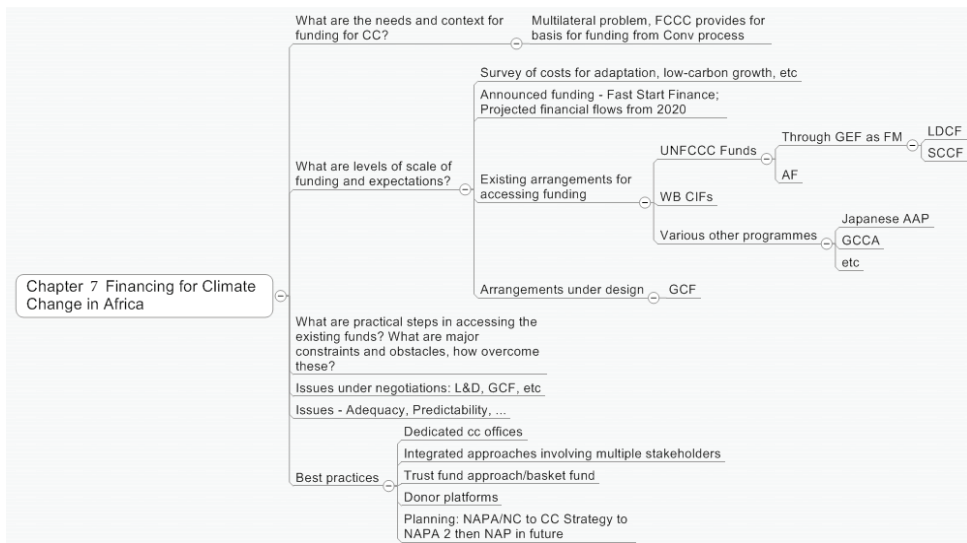 Chapter 7 Financing for Climate
Change in Africa
What are the needs and context for
funding for CC?
Multilateral problem, FCCC provides for
basis for funding from Conv process
What are levels of scale of
funding and expectations?
Survey of costs for adaptation, low-carbon growth, etc
Announced funding - Fast Start Finance;
Projected financial flows from 2020
Existing arrangements for
accessing funding
UNFCCC Funds
Through GEF as FM
LDCF
SCCF
AF
WB CIFs
Various other programmes
Japanese AAP
GCCA
etc
Arrangements under design
GCF
What are practical steps in accessing the
existing funds? What are major
constraints and obstacles, how overcome
these?
Issues under negotiations: L&D, GCF, etc
Issues - Adequacy, Predictability, ...
Best practices
Dedicated cc offices
Integrated approaches involving multiple stakeholders
Trust fund approach/basket fund
Donor platforms
Planning: NAPA/NC to CC Strategy to
NAPA 2 then NAP in future